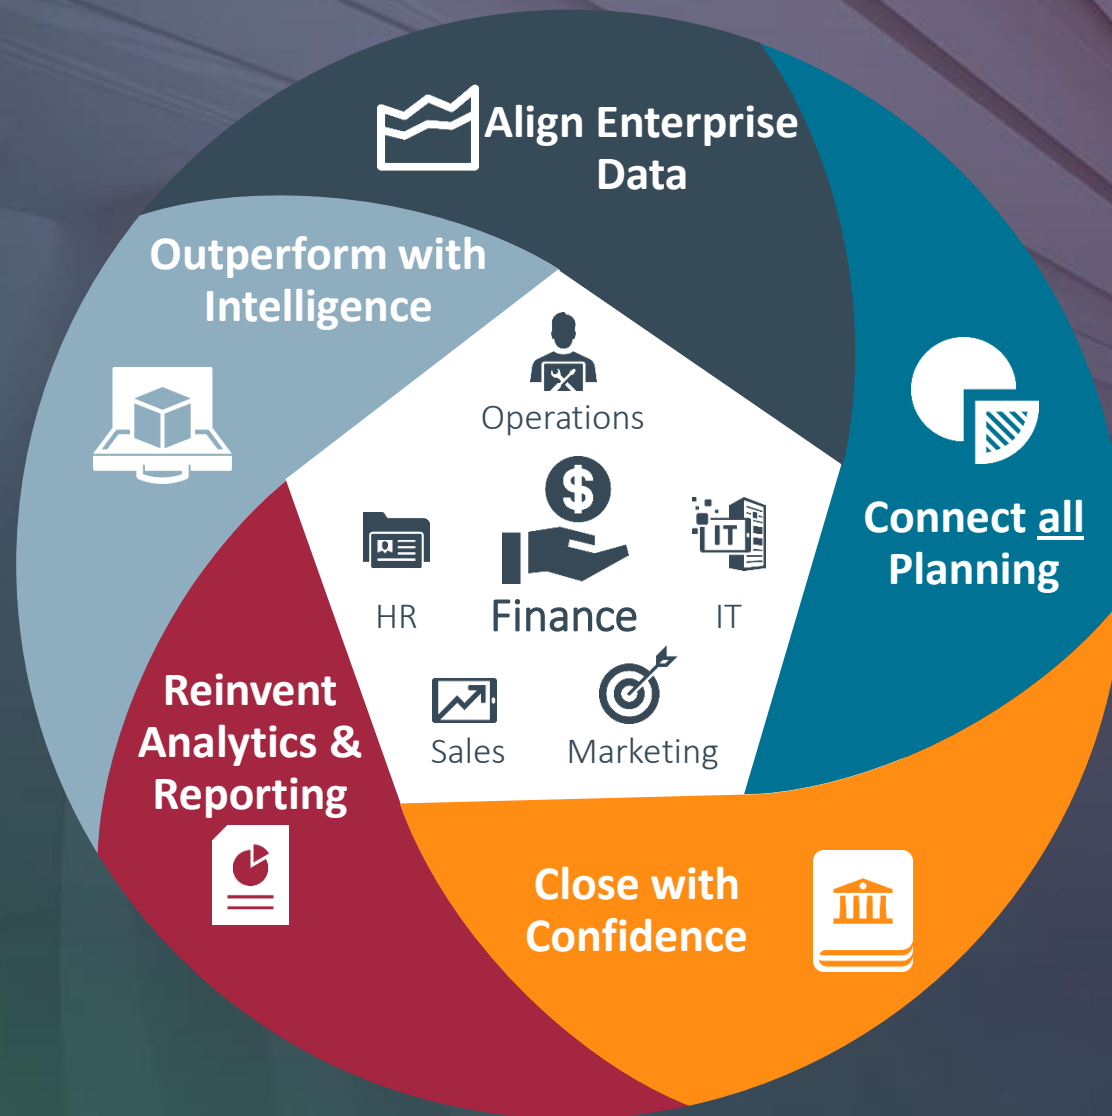 Align Enterprise
Data
Outperform with
Intelligence
Connect all
Planning
Operations
$
IT
HR
Finance
IT
Sales
Marketing
Reinvent
Analytics &
Reporting
Close with
Confidence